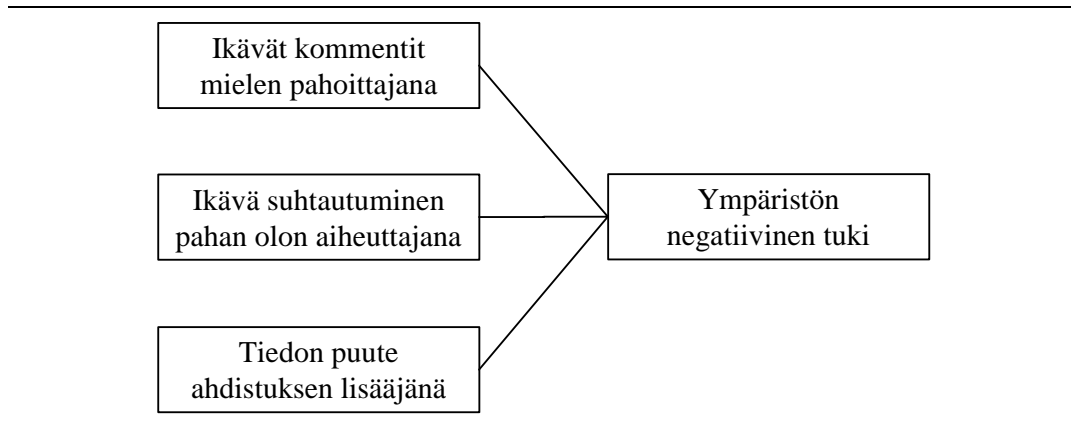 Ikävät kommentit
mielen pahoittajana
Ikävä suhtautuminen
pahan olon aiheuttajana
Ympäristön
negatiivinen tuki
Tiedon puute
ahdistuksen lisääjänä